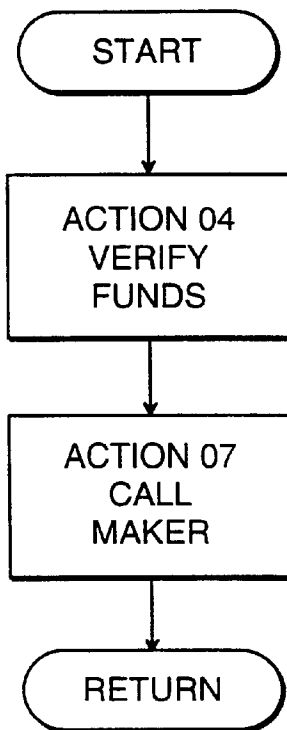 START
ACTION 04
VERIFY
FUNDS
ACTION 07
CALL
MAKER
RETURN